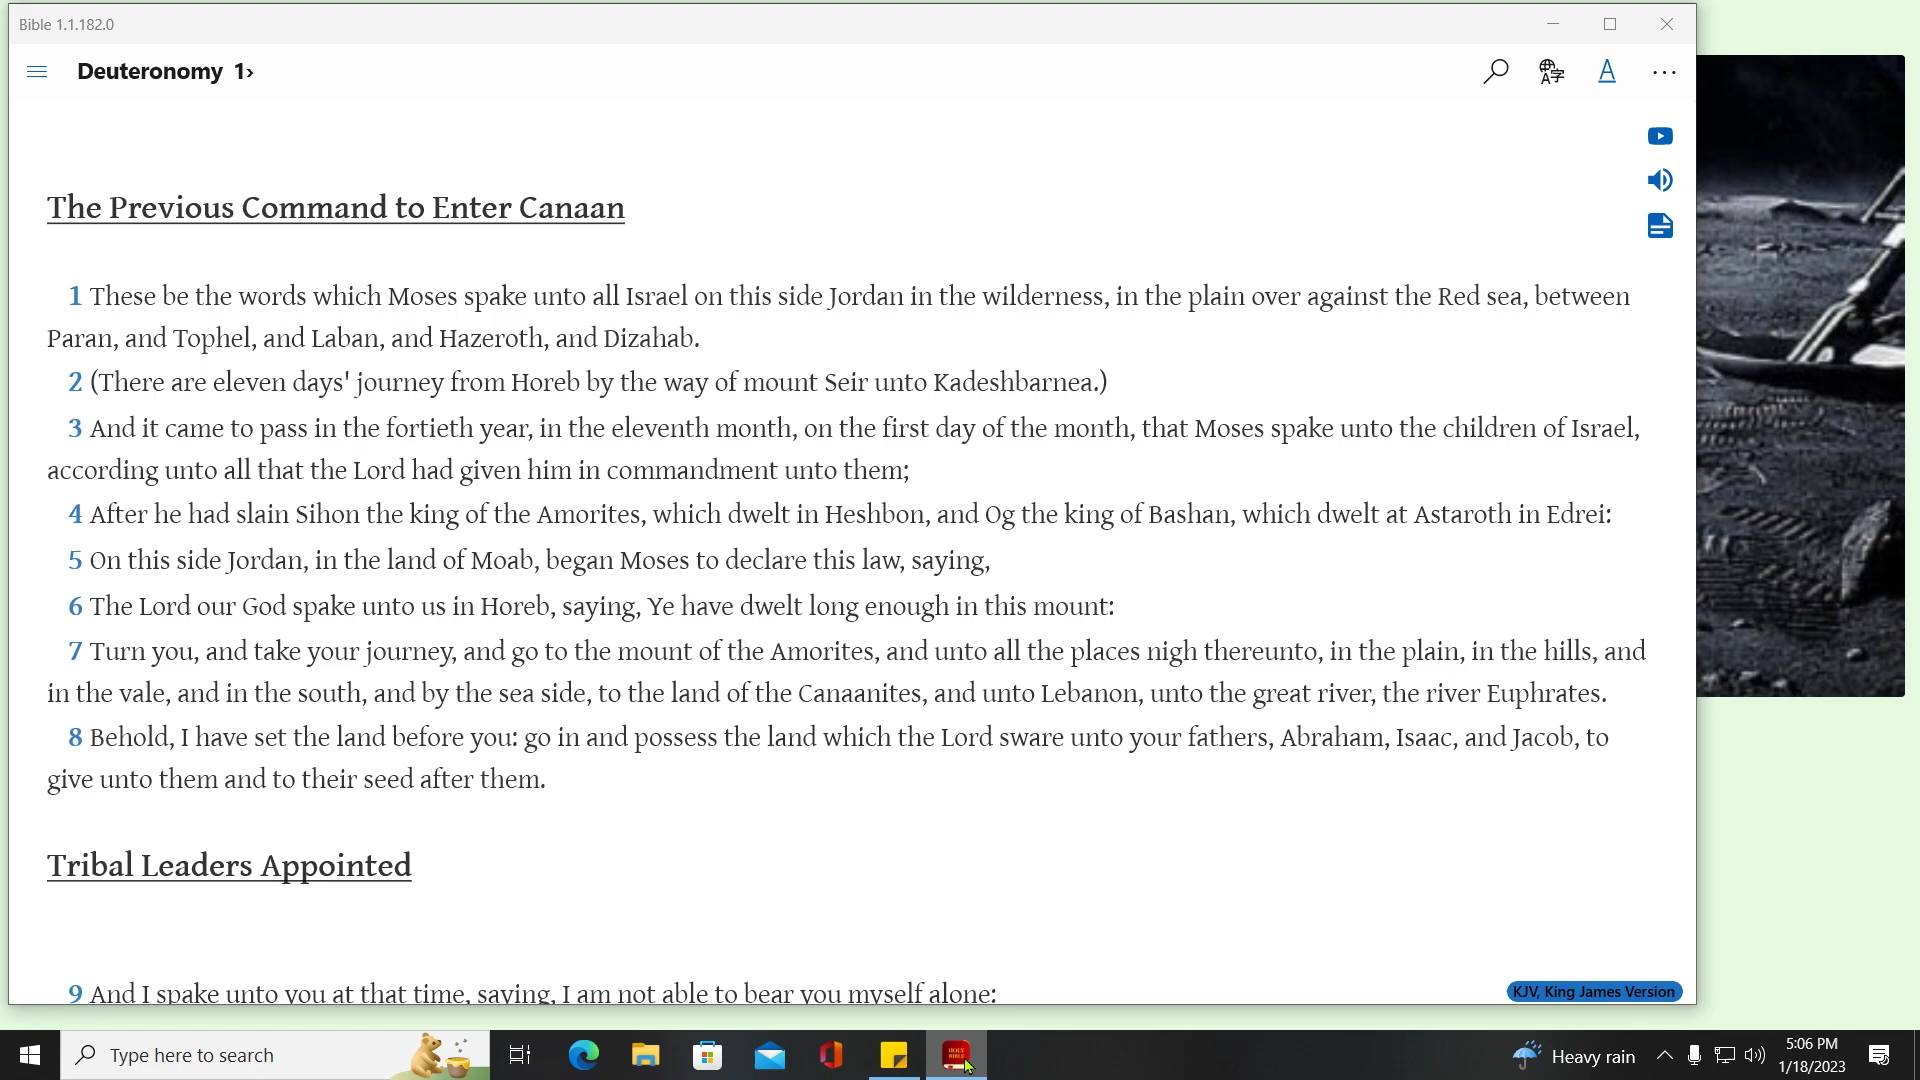 Bible 1.1.182.0
Deuteronomy 1›
The Previous Command to Enter Canaan
1 These be the words which Moses spake unto all Israel on this side Jordan in the wilderness, in the plain over against the Red sea, between
Paran, and Tophel, and Laban, and Hazeroth, and Dizahab.
2 (There are eleven days' journey from Horeb by the way of mount Seir unto Kadeshbarnea.)
3 And it came to pass in the fortieth year, in the eleventh month, on the first day of the month, that Moses spake unto the children of Israel,
according unto all that the Lord had given him in commandment unto them;
4 After he had slain Sihon the king of the Amorites, which dwelt in Heshbon, and Og the king of Bashan, which dwelt at Astaroth in Edrei:
5 On this side Jordan, in the land of Moab, began Moses to declare this law, saying,
6 The Lord our God spake unto us in Horeb, saying, Ye have dwelt long enough in this mount:
7 Turn you, and take your journey, and go to the mount of the Amorites, and unto all the places nigh thereunto, in the plain, in the hills, and
in the vale, and in the south, and by the sea side, to the land of the Canaanites, and unto Lebanon, unto the great river, the river Euphrates.
8 Behold, I have set the land before you: go in and possess the land which the Lord sware unto your fathers, Abraham, Isaac, and Jacob, to
give unto them and to their seed after them.
Tribal Leaders Appointed
9 And I spake unto you at that time, saying, I am not able to bear you myself alone:
KJV, King James Version
Type here to search
HOLY BIBLE
Heavy rain
5:06 PM
1/18/2023